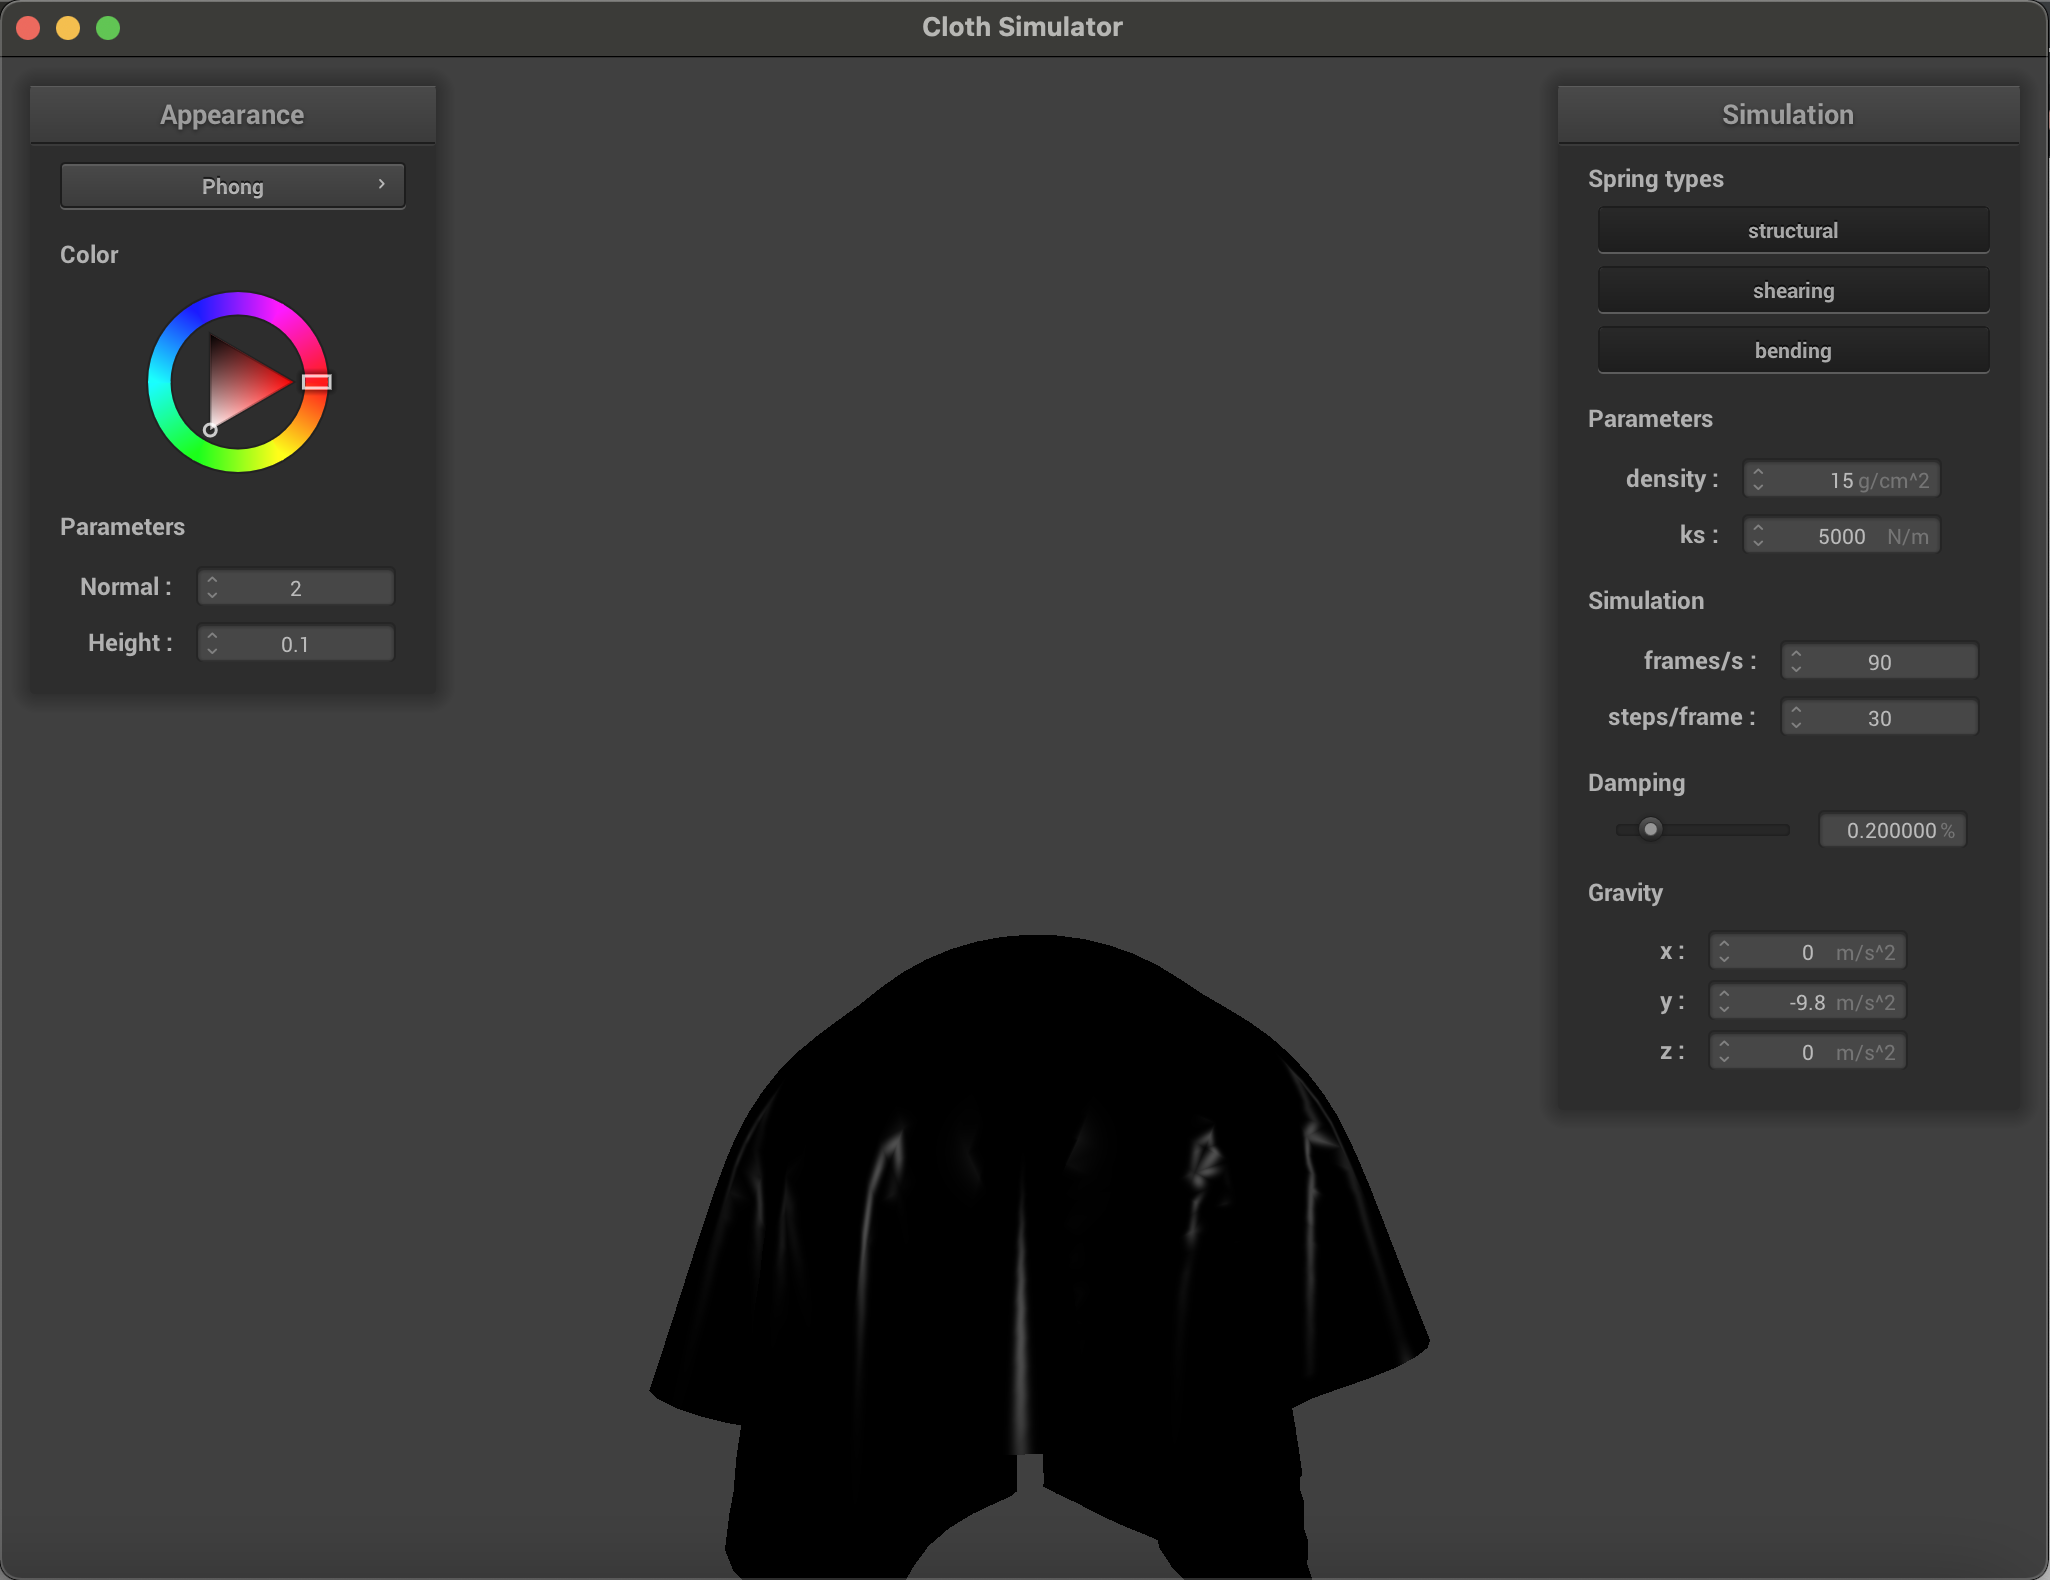 Cloth Simulator
Appearance
Phong
Color
Parameters
Normal : 2
Height : 0.1
Simulation
Spring types
structural
shearing
bending
Parameters
density : 15 g/cm^2
ks : 5000 N/m
Simulation
frames/s : 90
steps/frame : 30
Damping
0.200000 %
Gravity
x : 0 m/s^2
y : -9.8 m/s^2
z : 0 m/s^2